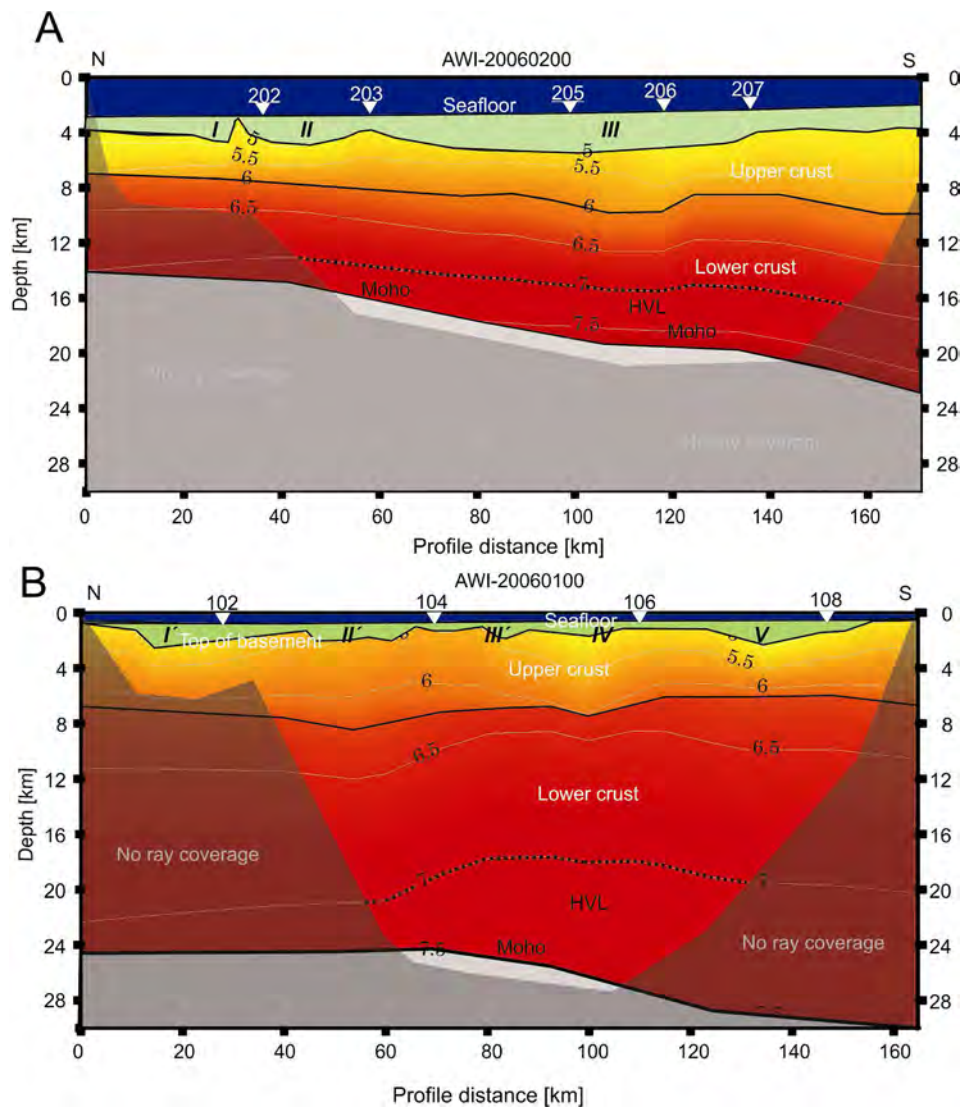 A
N AWI-20060200 S
0 0
202 203 205 206 207
Seafloor
4 I 5 II III 4
5
5.5 5.5
Upper crust
8 6 8
6
6.5
12 6.5 12
Lower crust
Depth [km]
Moho 7
16 HVL 16
7.5 Moho
20 20
No ray coverage
24 24
No ray coverage
28 28
0 20 40 60 80 100 120 140 160
Profile distance [km]
B
N AWI-20060100 S
102 104 106 108
0 0
Seafloor
I´ Top of basement II´ III´ IV V
5.5
4 Upper crust 4
6 6
8 8
6.5 6.5
12 12
Lower crust
Depth [km]
16 16
No ray coverage
7 7
20 20
HVL
24 7.5 Moho No ray coverage 24
28 28
0 20 40 60 80 100 120 140 160
Profile distance [km]